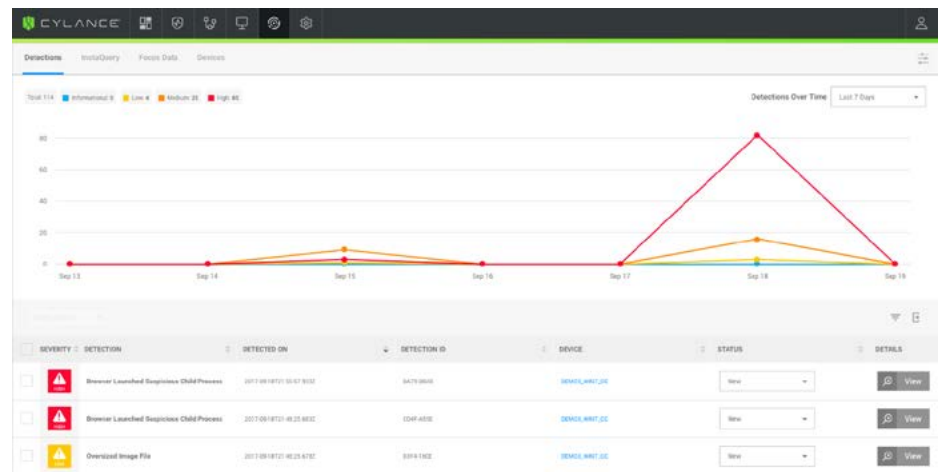 CYLANCE
Detections InstaQuery Focus Data Devices
Total: 114 Informational: 0 Low: 4 Medium: 25 High: 85
Detections Over Time Last 7 Days
80
60
40
20
0
Sep 13 Sep 14 Sep 15 Sep 16 Sep 17 Sep 18 Sep 19
SEVERITY DETECTION DETECTED ON DETECTION ID DEVICE STATUS DETAILS
Browser Launched Suspicious Child Process New View
Browser Launched Suspicious Child Process New View
Oversized Image File New View